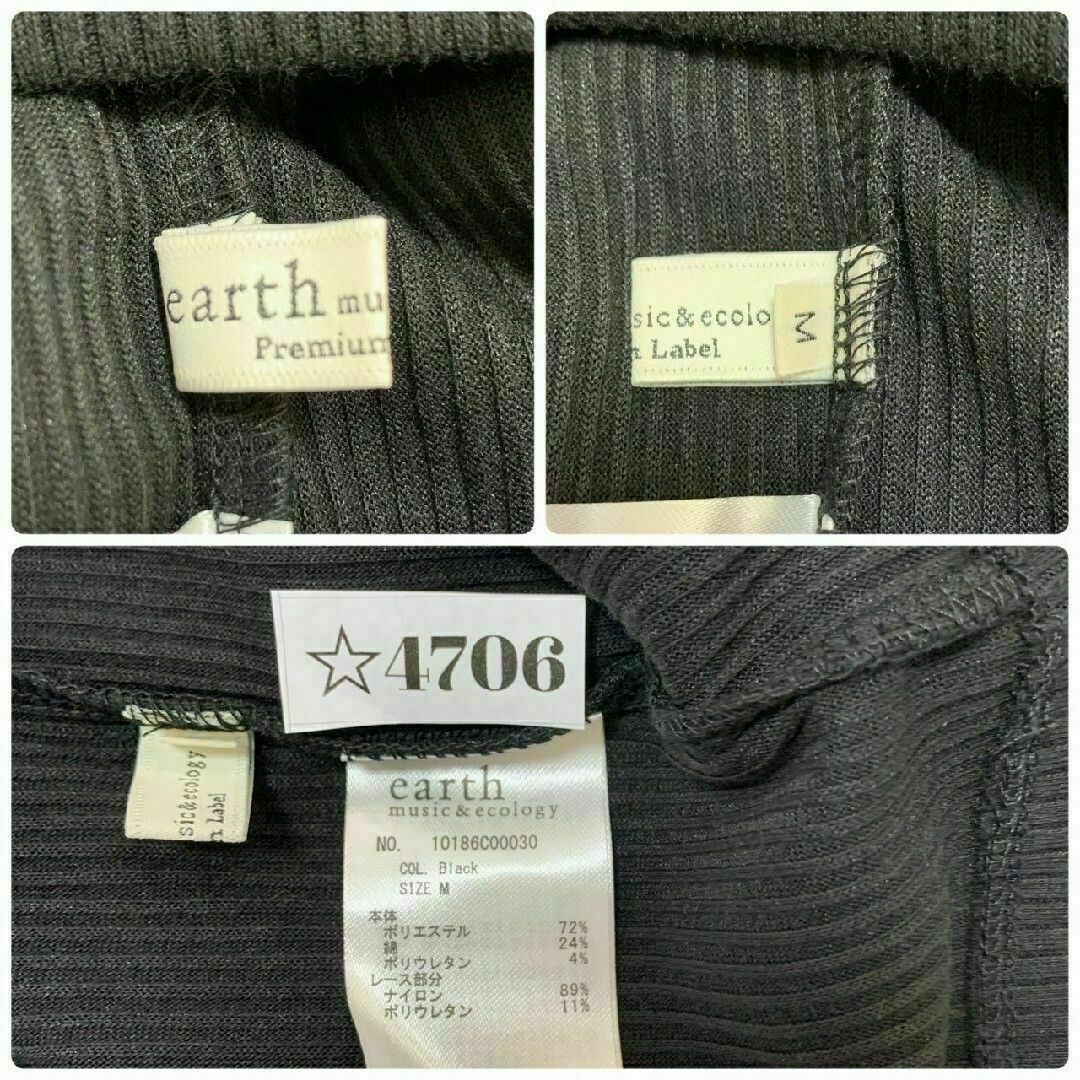 earth mu
Premium
sic & ecolo
n Label
M
☆4706
sic & ecology
n Label
earth
music & ecology
NO. 10186C00030
COL. Black
SIZE M
本体
ポリエステル 72%
綿 24%
ポリウレタン 4%
レース部分
ナイロン 89%
ポリウレタン 11%